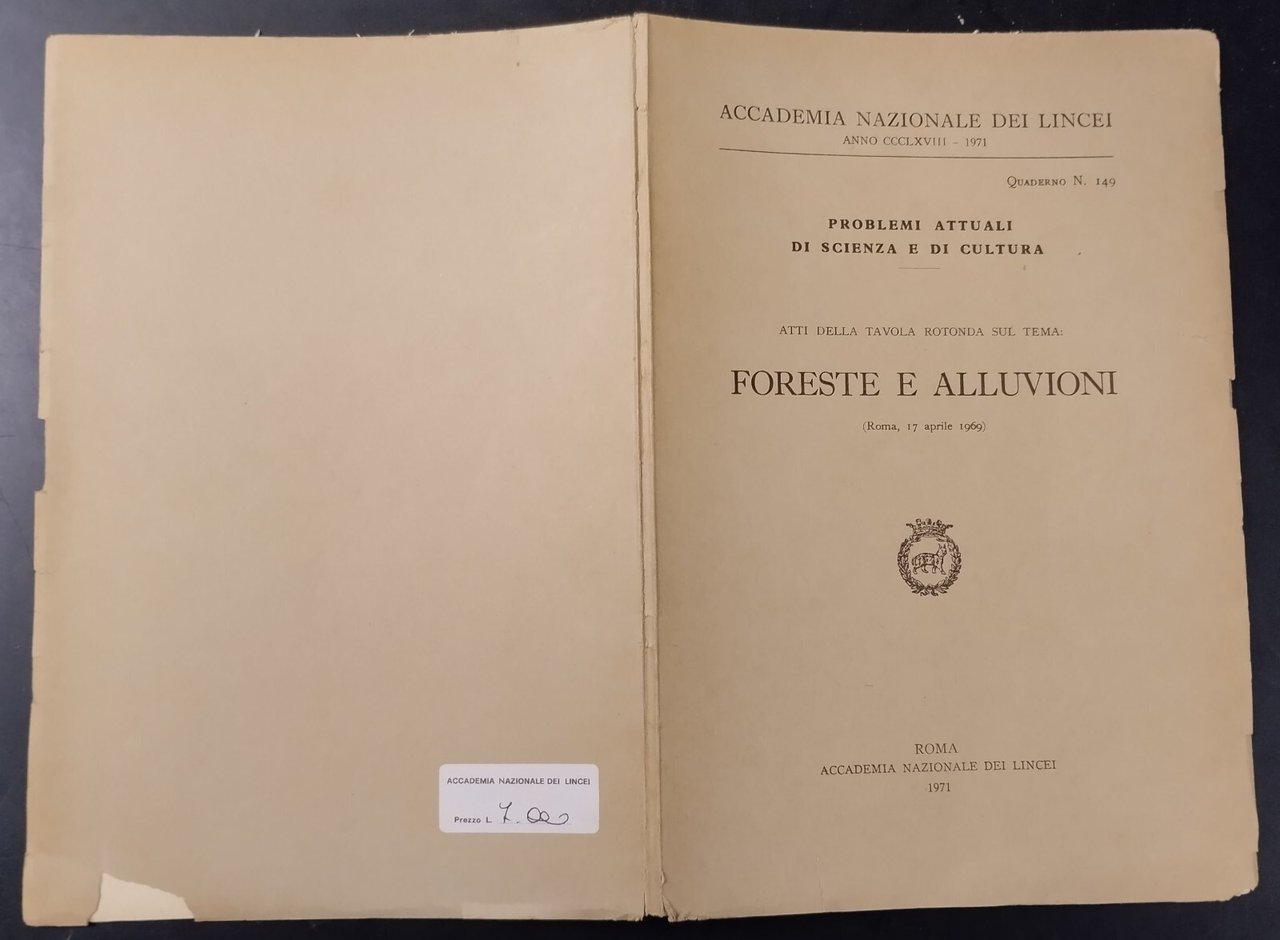 ACCADEMIA NAZIONALE DEI LINCEI
ANNO CCCLXVIII - 1971
QUADERNO N. 149
PROBLEMI ATTUALI
DI SCIENZA E DI CULTURA
ATTI DELLA TAVOLA ROTONDA SUL TEMA:
FORESTE E ALLUVIONI
(Roma, 17 aprile 1969)
ROMA
ACCADEMIA NAZIONALE DEI LINCEI
1971
ACCADEMIA NAZIONALE DEI LINCEI
Prezzo L.